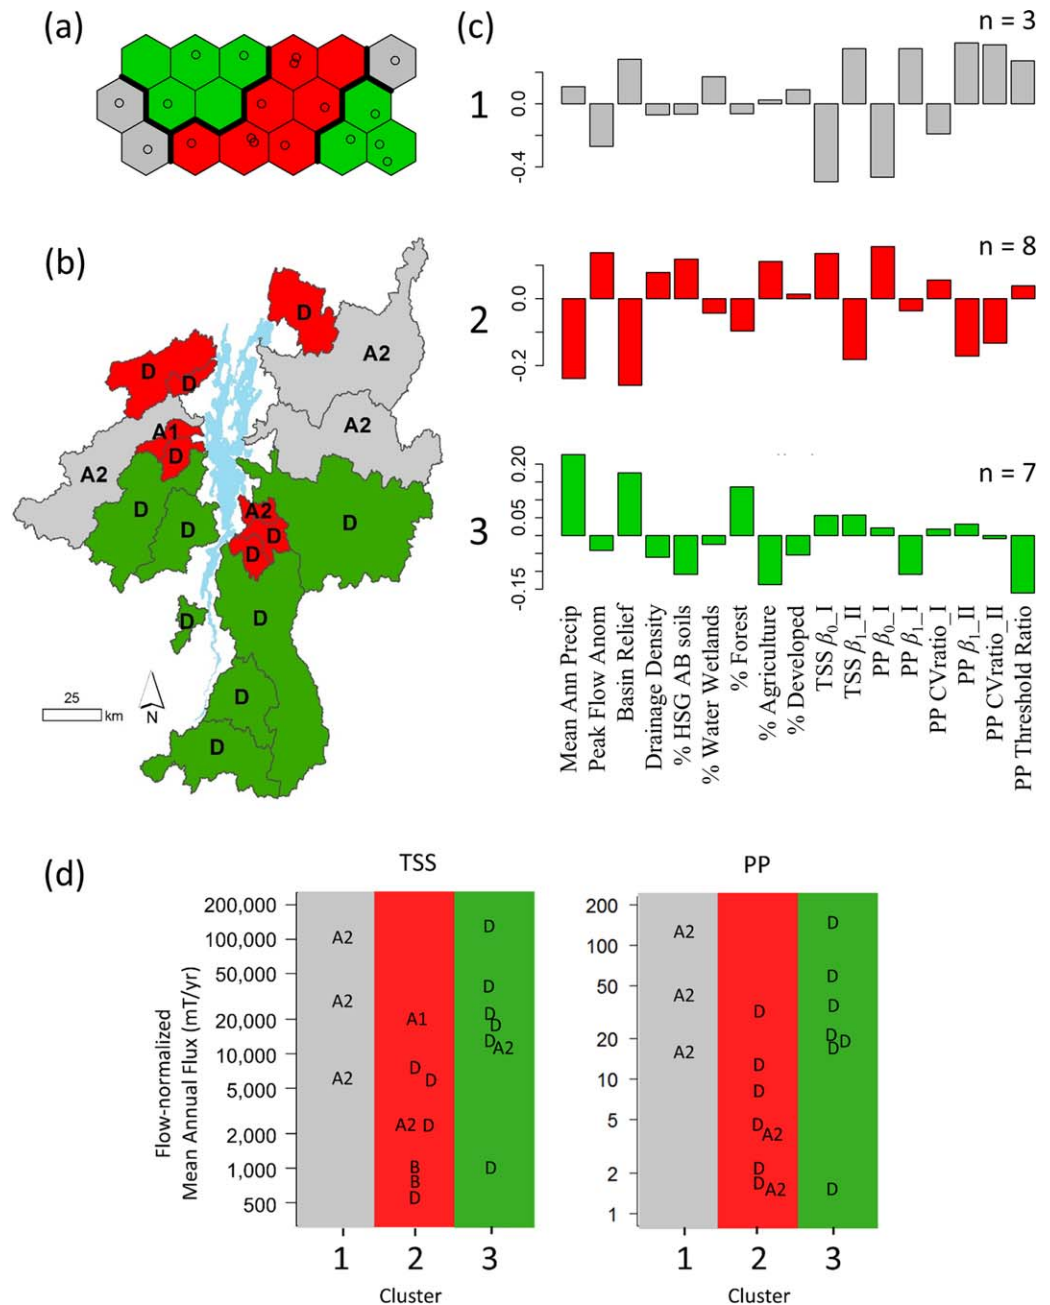 (a)
(c)
n = 3
1
0.0
-0.4
n = 8
2
0.0
-0.2
n = 7
3
0.20
0.05
-0.15
Mean Ann Precip
Peak Flow Anom
Basin Relief
Drainage Density
% HSG AB soils
% Water Wetlands
% Forest
% Agriculture
% Developed
TSS β0_I
TSS β1_II
PP β0_I
PP β1_I
PP CVratio_I
PP β1_II
PP CVratio_II
PP Threshold Ratio
(b)
D
A2
D
D
A1
A2
D
A2
D
D
A2
D
D
D
D
D
D
D
25
km
N
(d)
TSS
PP
Flow-normalized
Mean Annual Flux (mT/yr)
200,000
100,000
50,000
20,000
10,000
5,000
2,000
1,000
500
A2
A2
A2
A1
D
D
A2 D
B
B
D
D
D
D
D
D
A2
D
1
2
3
Cluster
200
100
50
20
10
5
2
1
A2
A2
A2
D
D
D
D
A2
D
D
A2
D
D
D
D
D
D
D
1
2
3
Cluster